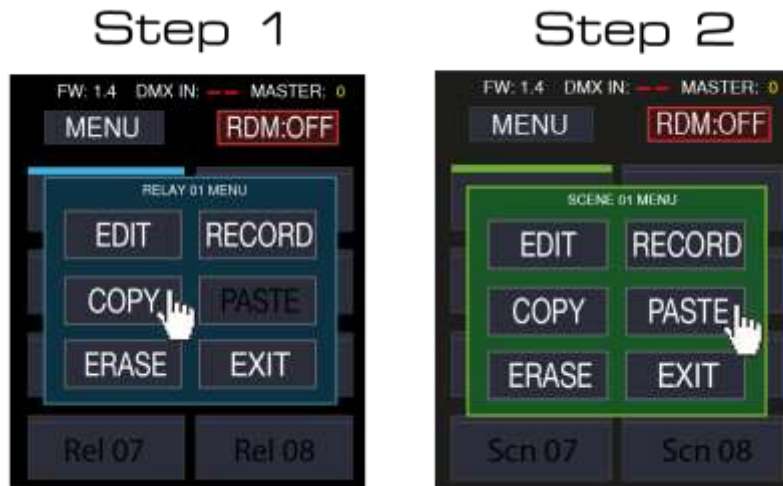 Step 1
FW: 1.4 DMX IN: -- MASTER: 0
MENU RDM:OFF
RELAY 01 MENU
EDIT RECORD
COPY PASTE
ERASE EXIT
Rel 07 Rel 08
Step 2
FW: 1.4 DMX IN: -- MASTER: 0
MENU RDM:OFF
SCENE 01 MENU
EDIT RECORD
COPY PASTE
ERASE EXIT
Scn 07 Scn 08